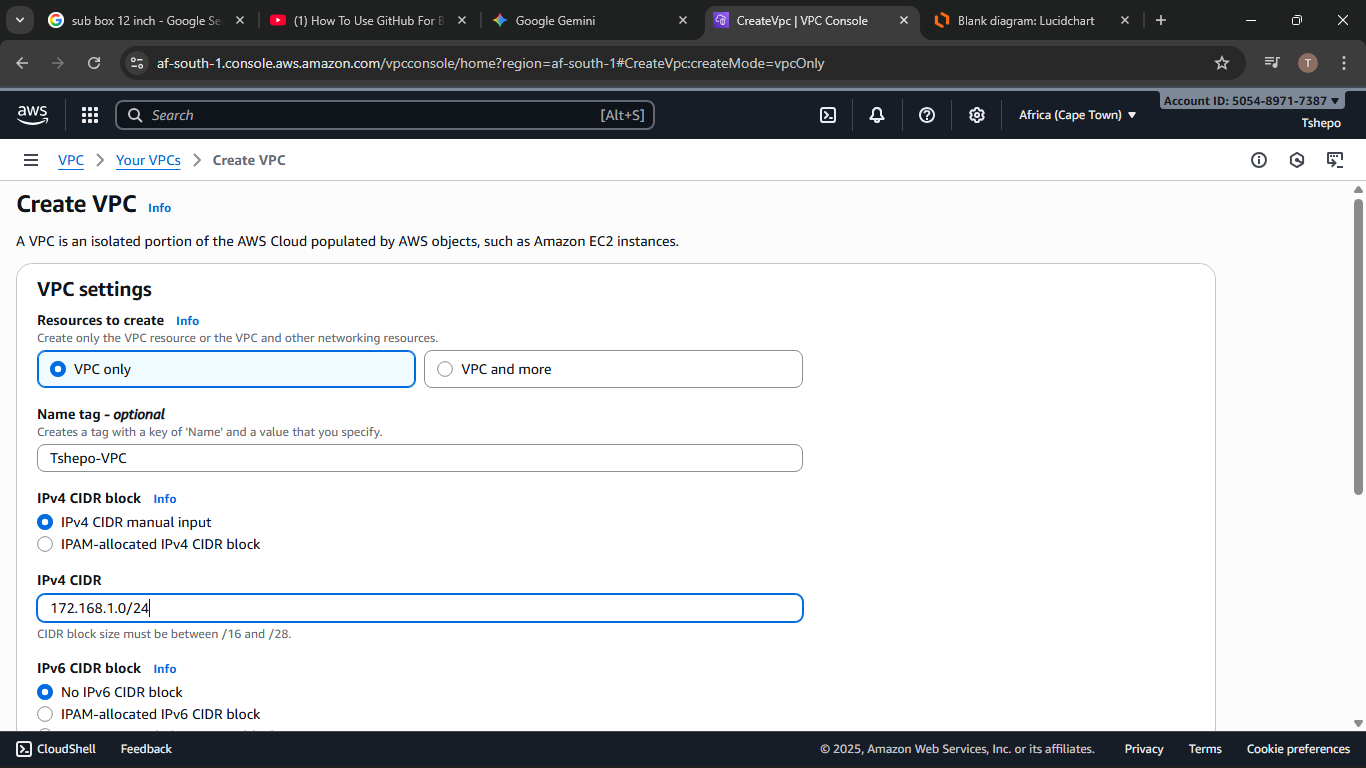 sub box 12 inch - Google Se
(1) How To Use GitHub For B
Google Gemini
CreateVpc | VPC Console
Blank diagram: Lucidchart
af-south-1.console.aws.amazon.com/vpcconsole/home?region=af-south-1#CreateVpc:createMode=vpcOnly
T
aws
Search
[Alt+S]
Africa (Cape Town)
Account ID: 5054-8971-7387
Tshepo
VPC > Your VPCs > Create VPC
Create VPC Info
A VPC is an isolated portion of the AWS Cloud populated by AWS objects, such as Amazon EC2 instances.
VPC settings
Resources to create Info
Create only the VPC resource or the VPC and other networking resources.
VPC only
VPC and more
Name tag - optional
Creates a tag with a key of 'Name' and a value that you specify.
Tshepo-VPC
IPv4 CIDR block Info
IPv4 CIDR manual input
IPAM-allocated IPv4 CIDR block
IPv4 CIDR
172.168.1.0/24
CIDR block size must be between /16 and /28.
IPv6 CIDR block Info
No IPv6 CIDR block
IPAM-allocated IPv6 CIDR block
CloudShell
Feedback
© 2025, Amazon Web Services, Inc. or its affiliates.
Privacy
Terms
Cookie preferences